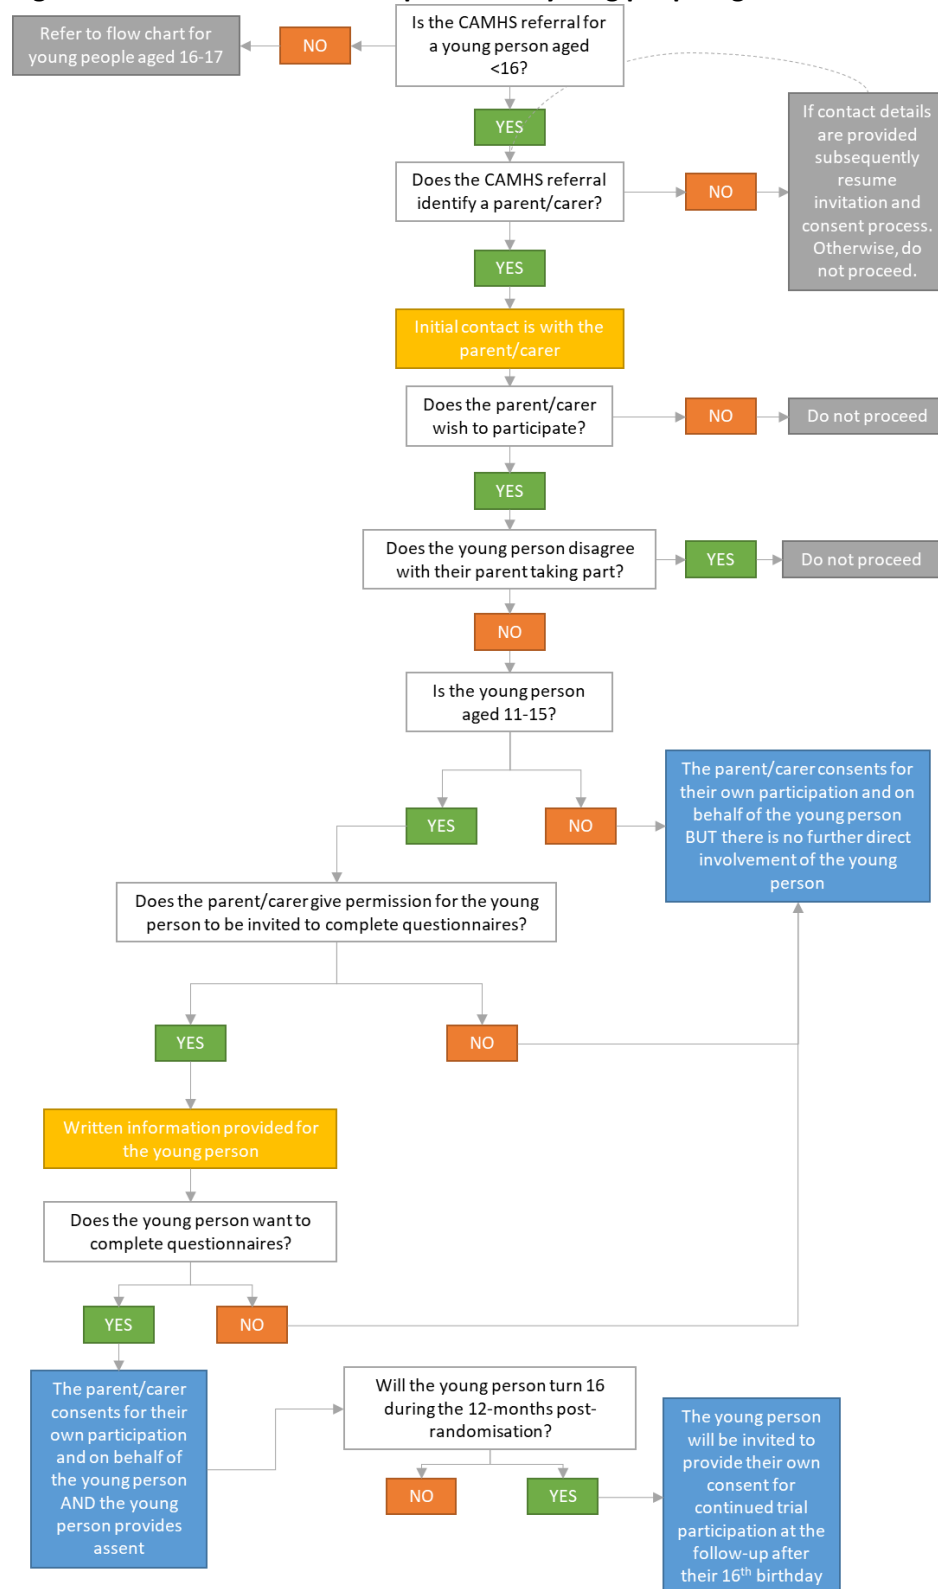 Is the CAMHS referral for
a young person aged
<16?
NO
Refer to flow chart for
young people aged 16-17
YES
Does the CAMHS referral
identify a parent/carer?
NO
If contact details
are provided
subsequently
resume
invitation and
consent process.
Otherwise, do
not proceed.
YES
Initial contact is with the
parent/carer
Does the parent/carer
wish to participate?
NO
Do not proceed
YES
Does the young person disagree
with their parent taking part?
YES
Do not proceed
NO
Is the young person
aged 11-15?
YES
NO
The parent/carer consents for
their own participation and on
behalf of the young person
BUT there is no further direct
involvement of the young
person
Does the parent/carer give permission for the young
person to be invited to complete questionnaires?
YES
NO
Written information provided for
the young person
Does the young person want to
complete questionnaires?
YES
NO
The parent/carer
consents for their
own participation
and on behalf of
the young person
AND the young
person provides
assent
Will the young person turn 16
during the 12-months post-
randomisation?
NO
YES
The young person
will be invited to
provide their own
consent for
continued trial
participation at the
follow-up after
their 16th birthday